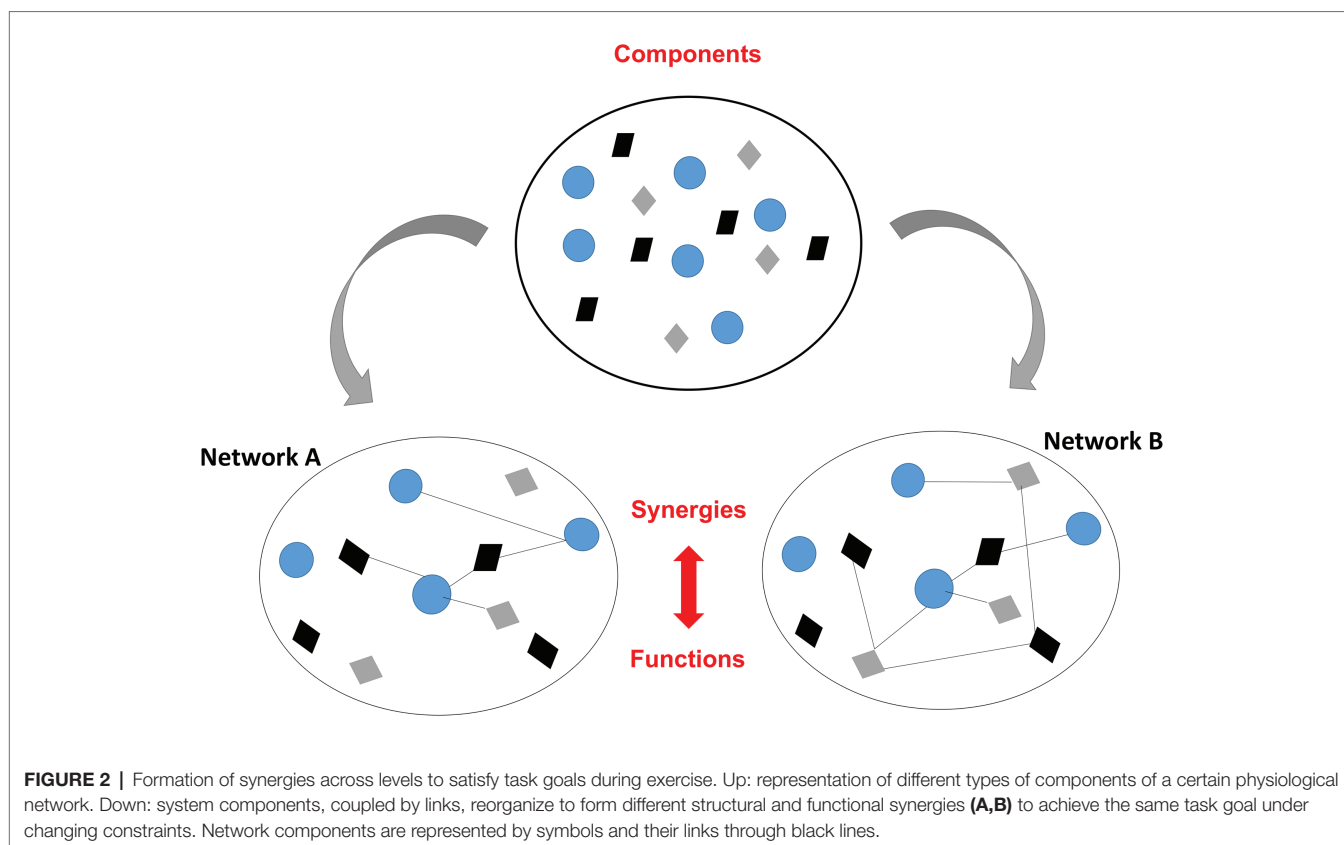 Components
Network A
Network B
Synergies
Functions
FIGURE 2 | Formation of synergies across levels to satisfy task goals during exercise. Up: representation of different types of components of a certain physiological
network. Down: system components, coupled by links, reorganize to form different structural and functional synergies (A,B) to achieve the same task goal under
changing constraints. Network components are represented by symbols and their links through black lines.